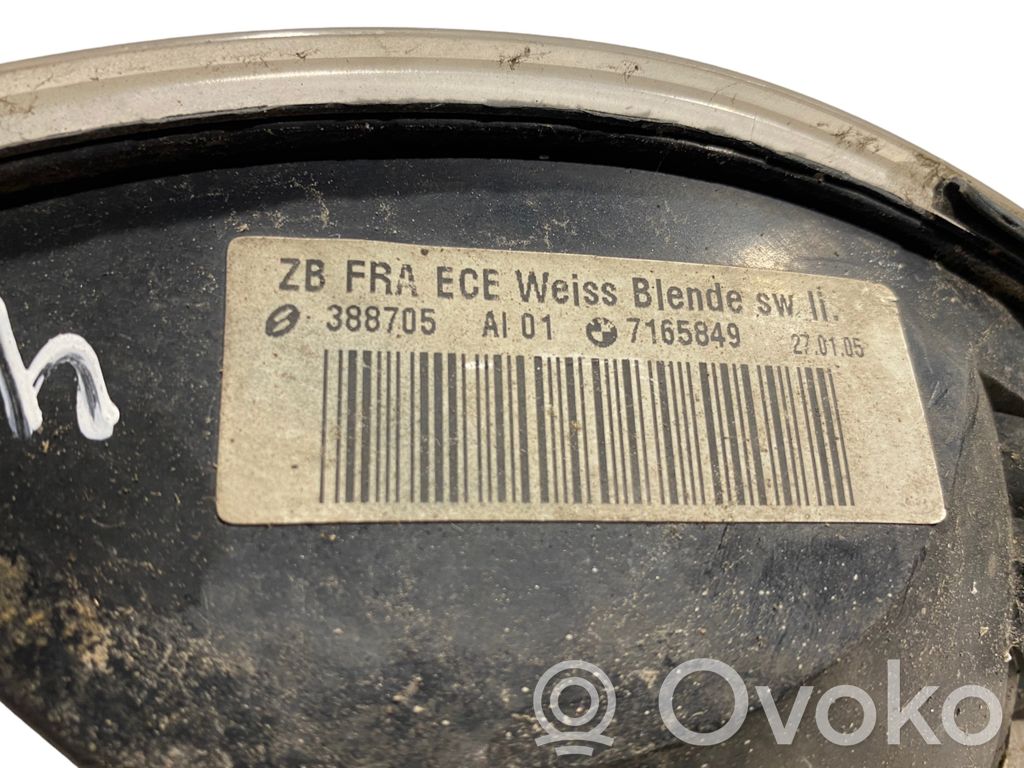 ZB FRA ECE Weiss Blende sw li.
388705 AI 01 7165849 27.01.05
h
Ovoko